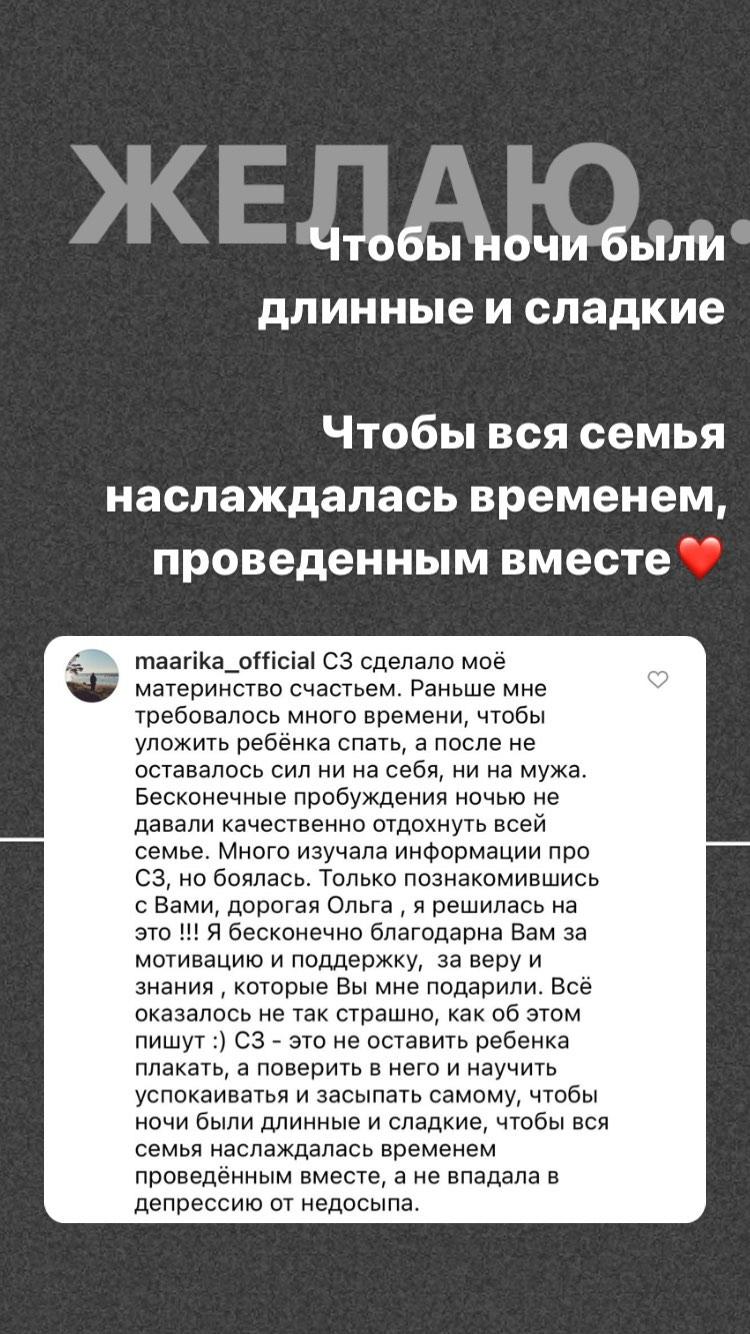 ЖЕЛАЮ...
Чтобы ночи были
длинные и сладкие
Чтобы вся семья
наслаждалась временем,
проведенным вместе❤️
maarika_official СЗ сделало моё
материнство счастьем. Раньше мне
требовалось много времени, чтобы
уложить ребёнка спать, а после не
оставалось сил ни на себя, ни на мужа.
Бесконечные пробуждения ночью не
давали качественно отдохнуть всей
семье. Много изучала информации про
СЗ, но боялась. Только познакомившись
с Вами, дорогая Ольга , я решилась на
это !!! Я бесконечно благодарна Вам за
мотивацию и поддержку,  за веру и
знания , которые Вы мне подарили. Всё
оказалось не так страшно, как об этом
пишут :) СЗ - это не оставить ребенка
плакать, а поверить в него и научить
успокаиватья и засыпать самому, чтобы
ночи были длинные и сладкие, чтобы вся
семья наслаждалась временем
проведённым вместе, а не впадала в
депрессию от недосыпа.